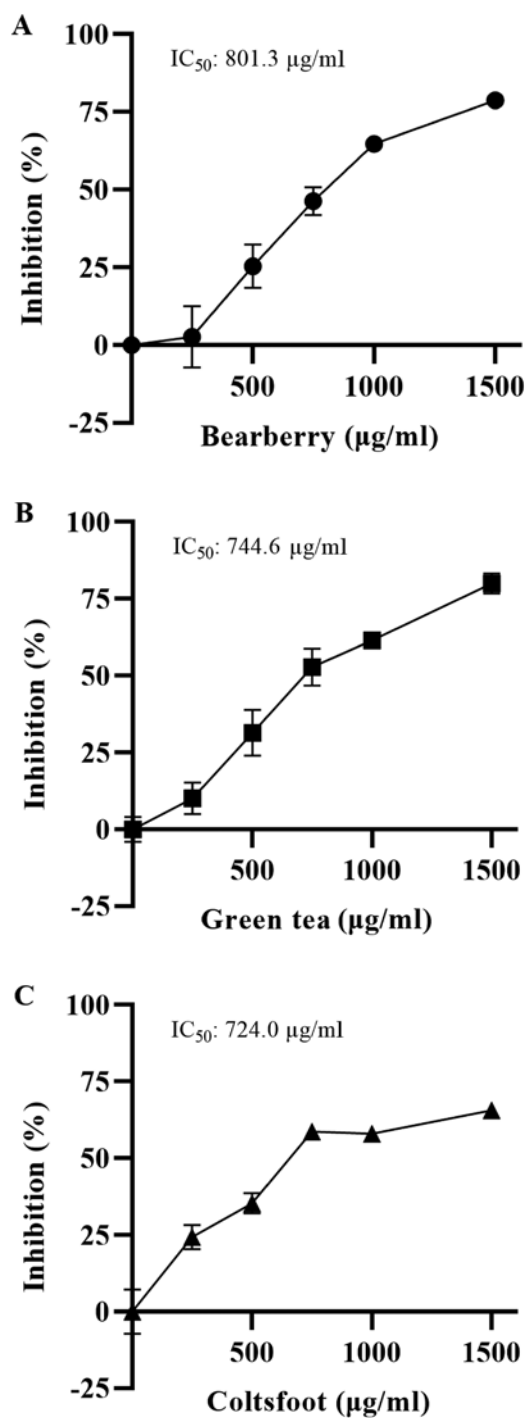 A
IC50: 801.3 µg/ml
Inhibition (%)
100
75
50
25
0
-25
500 1000 1500
Bearberry (µg/ml)
B
IC50: 744.6 µg/ml
Inhibition (%)
100
75
50
25
0
-25
500 1000 1500
Green tea (µg/ml)
C
IC50: 724.0 µg/ml
Inhibition (%)
100
75
50
25
0
-25
500 1000 1500
Coltsfoot (µg/ml)